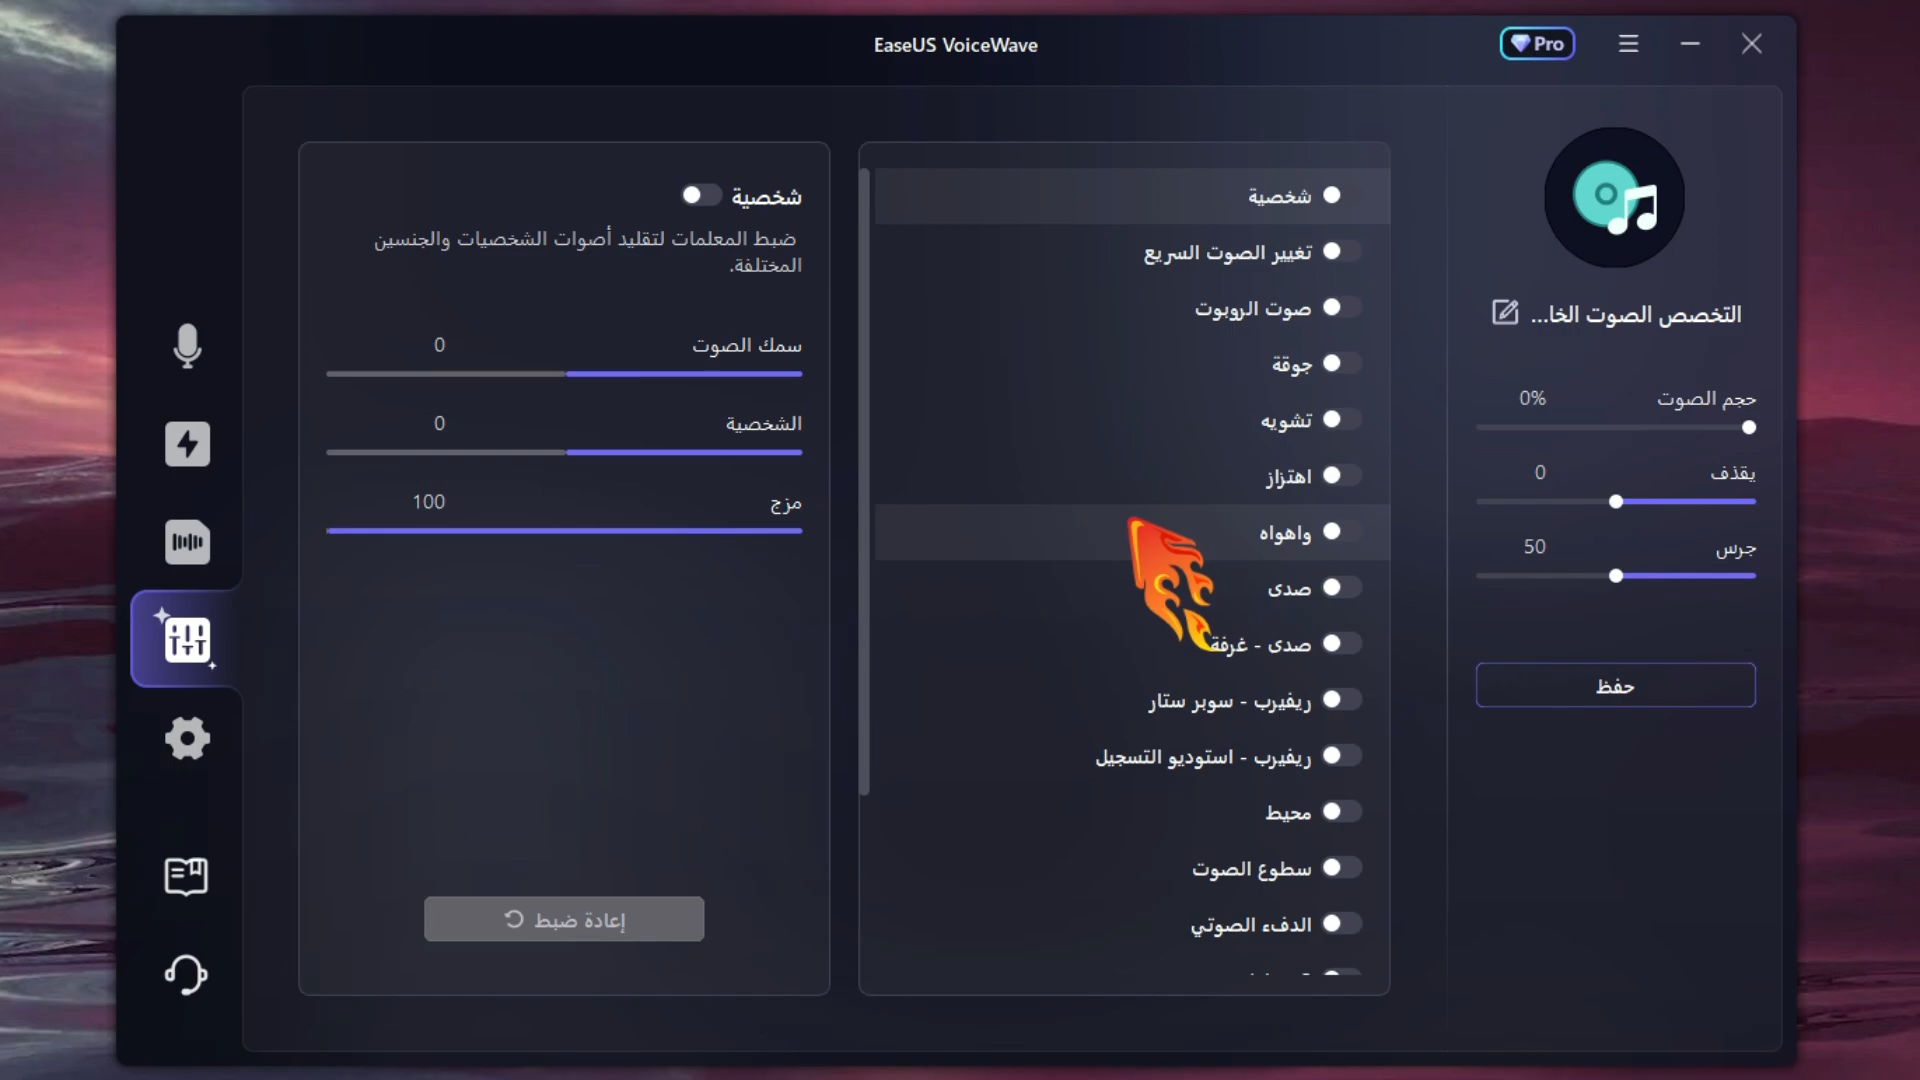 EaseUS VoiceWave
Pro
شخصية
ضبط المعلمات لتقليد أصوات الشخصيات والجنسين
المختلفة.
سمك الصوت
0
الشخصية
0
مزج
100
إعادة ضبط
شخصية
تغيير الصوت السريع
صوت الروبوت
جوقة
تشويه
اهتزاز
واهواه
صدى
صدى - غرفة
ريفيرب - سوبر ستار
ريفيرب - استوديو التسجيل
محيط
سطوع الصوت
الدفء الصوتي
التخصص الصوت الخا...
حجم الصوت
0%
يقذف
0
جرس
50
حفظ